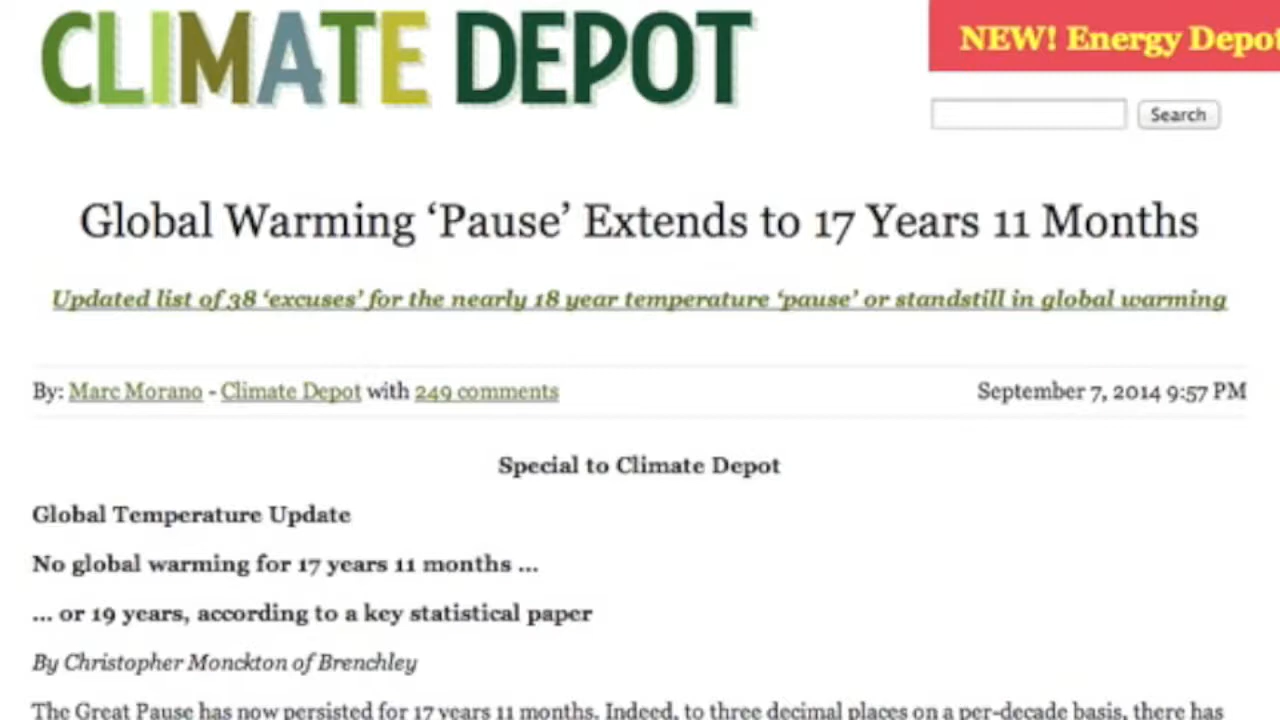 CLIMATE DEPOT
NEW! Energy Depot
Search
Global Warming ‘Pause’ Extends to 17 Years 11 Months
Updated list of 38 ‘excuses’ for the nearly 18 year temperature ‘pause’ or standstill in global warming
By: Marc Morano - Climate Depot with 249 comments
September 7, 2014 9:57 PM
Special to Climate Depot
Global Temperature Update
No global warming for 17 years 11 months ...
... or 19 years, according to a key statistical paper
By Christopher Monckton of Brenchley
The Great Pause has now persisted for 17 years 11 months. Indeed, to three decimal places on a per-decade basis, there has